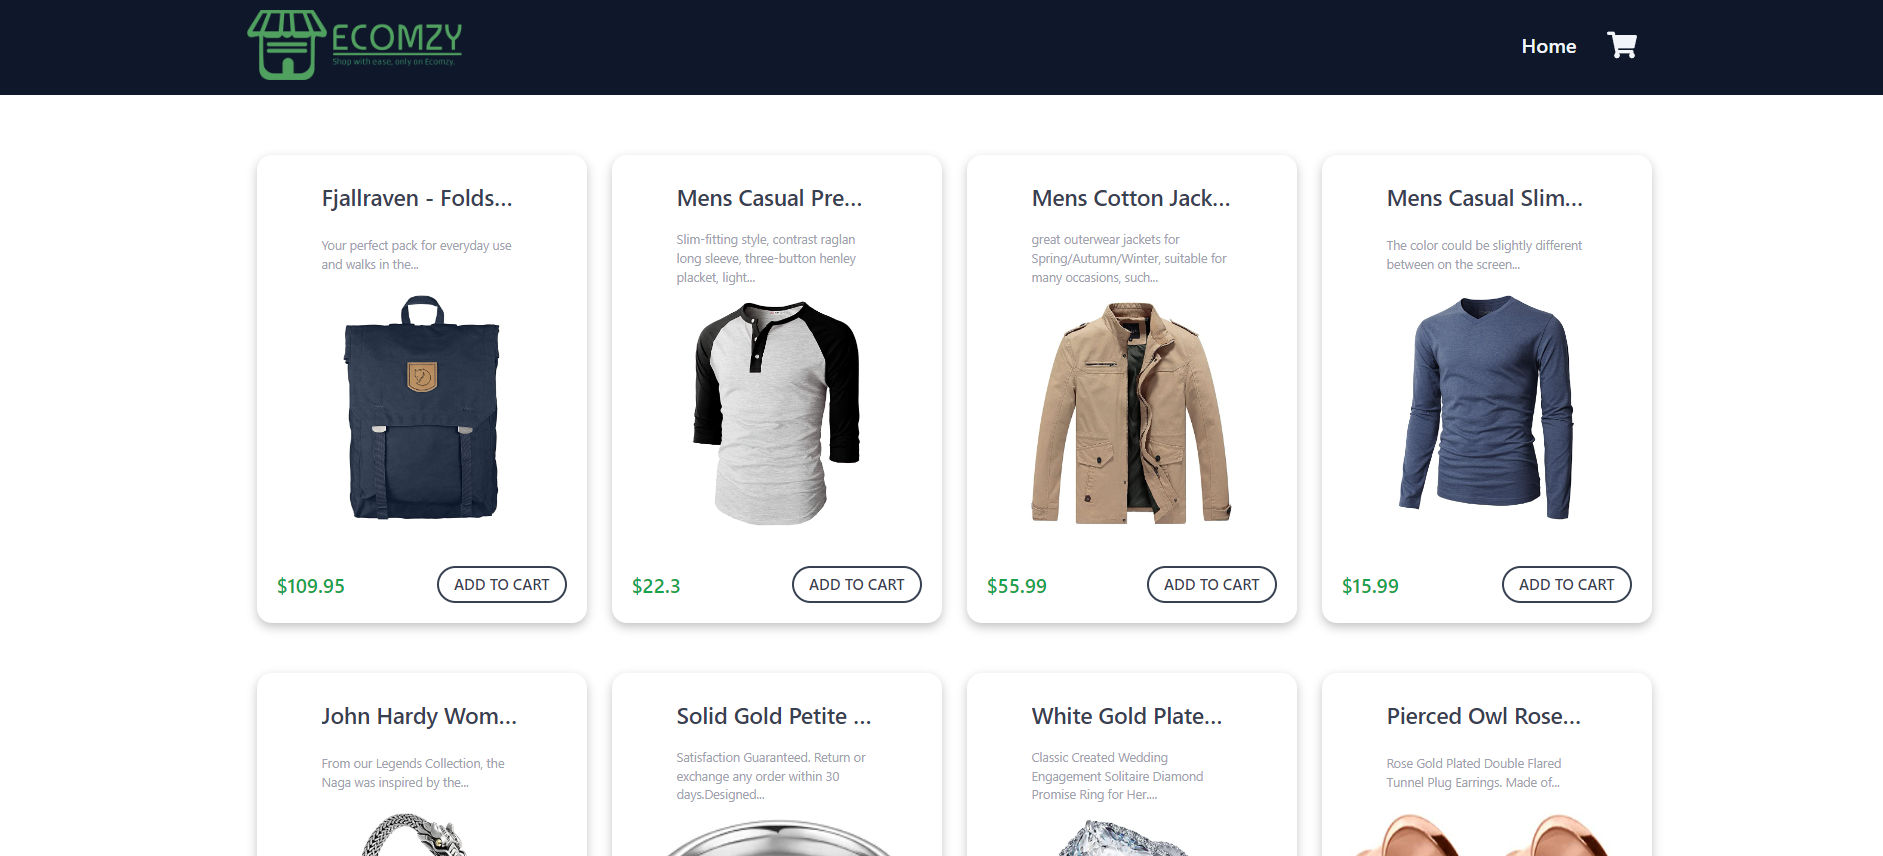 ECOMZY
Shop with ease, only on Ecomzy.
Home
Fjallraven - Folds...
Your perfect pack for everyday use
and walks in the...
$109.95
ADD TO CART
Mens Casual Pre...
Slim-fitting style, contrast raglan
long sleeve, three-button henley
placket, light...
$22.3
ADD TO CART
Mens Cotton Jack...
great outerwear jackets for
Spring/Autumn/Winter, suitable for
many occasions, such...
$55.99
ADD TO CART
Mens Casual Slim...
The color could be slightly different
between on the screen...
$15.99
ADD TO CART
John Hardy Wom...
From our Legends Collection, the
Naga was inspired by the...
Solid Gold Petite ...
Satisfaction Guaranteed. Return or
exchange any order within 30
days.Designed...
White Gold Plate...
Classic Created Wedding
Engagement Solitaire Diamond
Promise Ring for Her....
Pierced Owl Rose...
Rose Gold Plated Double Flared
Tunnel Plug Earrings. Made of...